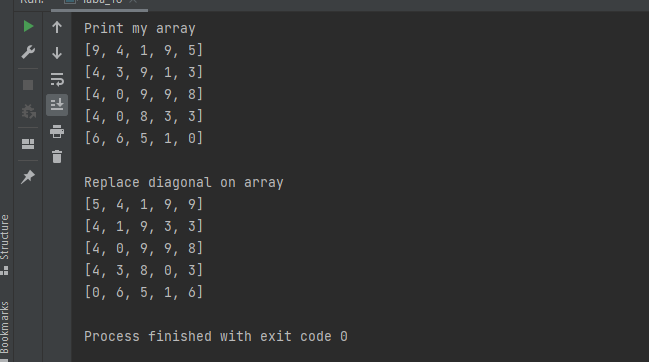 Run:
Print my array
[9, 4, 1, 9, 5]
[4, 3, 9, 1, 3]
[4, 0, 9, 9, 8]
[4, 0, 8, 3, 3]
[6, 6, 5, 1, 0]
Replace diagonal on array
[5, 4, 1, 9, 9]
[4, 1, 9, 3, 3]
[4, 0, 9, 9, 8]
[4, 3, 8, 0, 3]
[0, 6, 5, 1, 6]
Process finished with exit code 0
Structure
Bookmarks